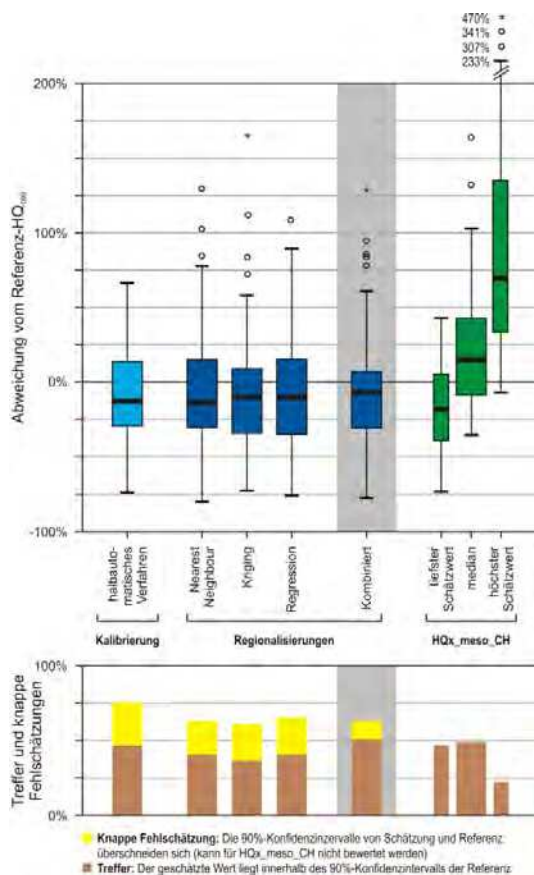 470%
341%
307%
233%
200%
100%
0%
-100%
Abweichung vom Referenz-HQ100
halbauto-
matisches
Verfahren
Nearest
Neighbour
Kriging
Regression
Kombiniert
tiefster
Schätzwert
median
höchster
Schätzwert
Kalibrierung
Regionalisierungen
HQx_meso_CH
100%
0%
Treffer und knappe
Fehlschätzungen
Knappe Fehlschätzung: Die 90%-Konfidenzinzervalle von Schätzung und Referenz
überschneiden sich (kann für HQx_meso_CH nicht bewertet werden)
Treffer: Der geschätzte Wert liegt innerhalb des 90%-Konfidenzintervals der Referenz